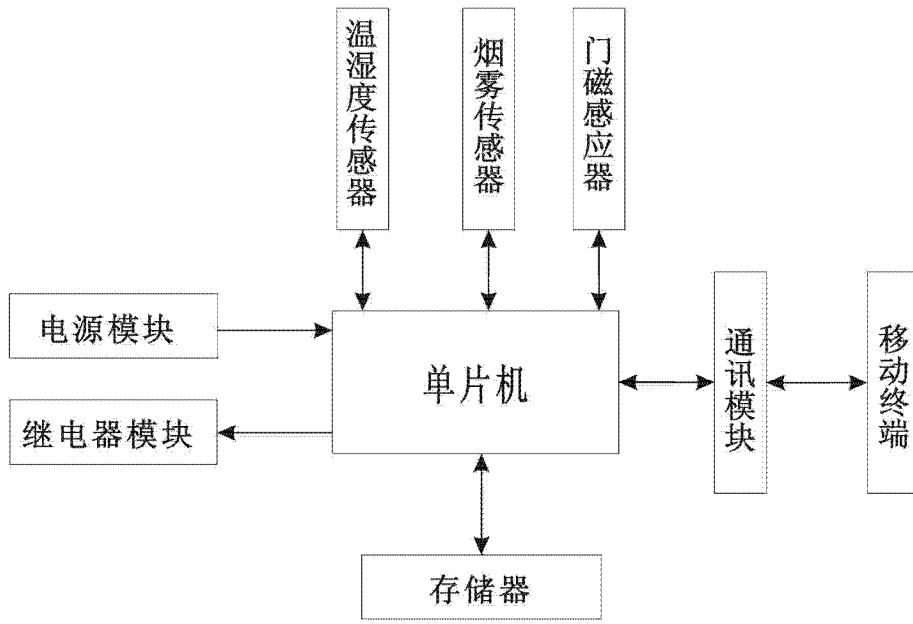 温湿度传感器
烟雾传感器
门磁感应器
电源模块
单片机
通讯模块
移动终端
继电器模块
存储器